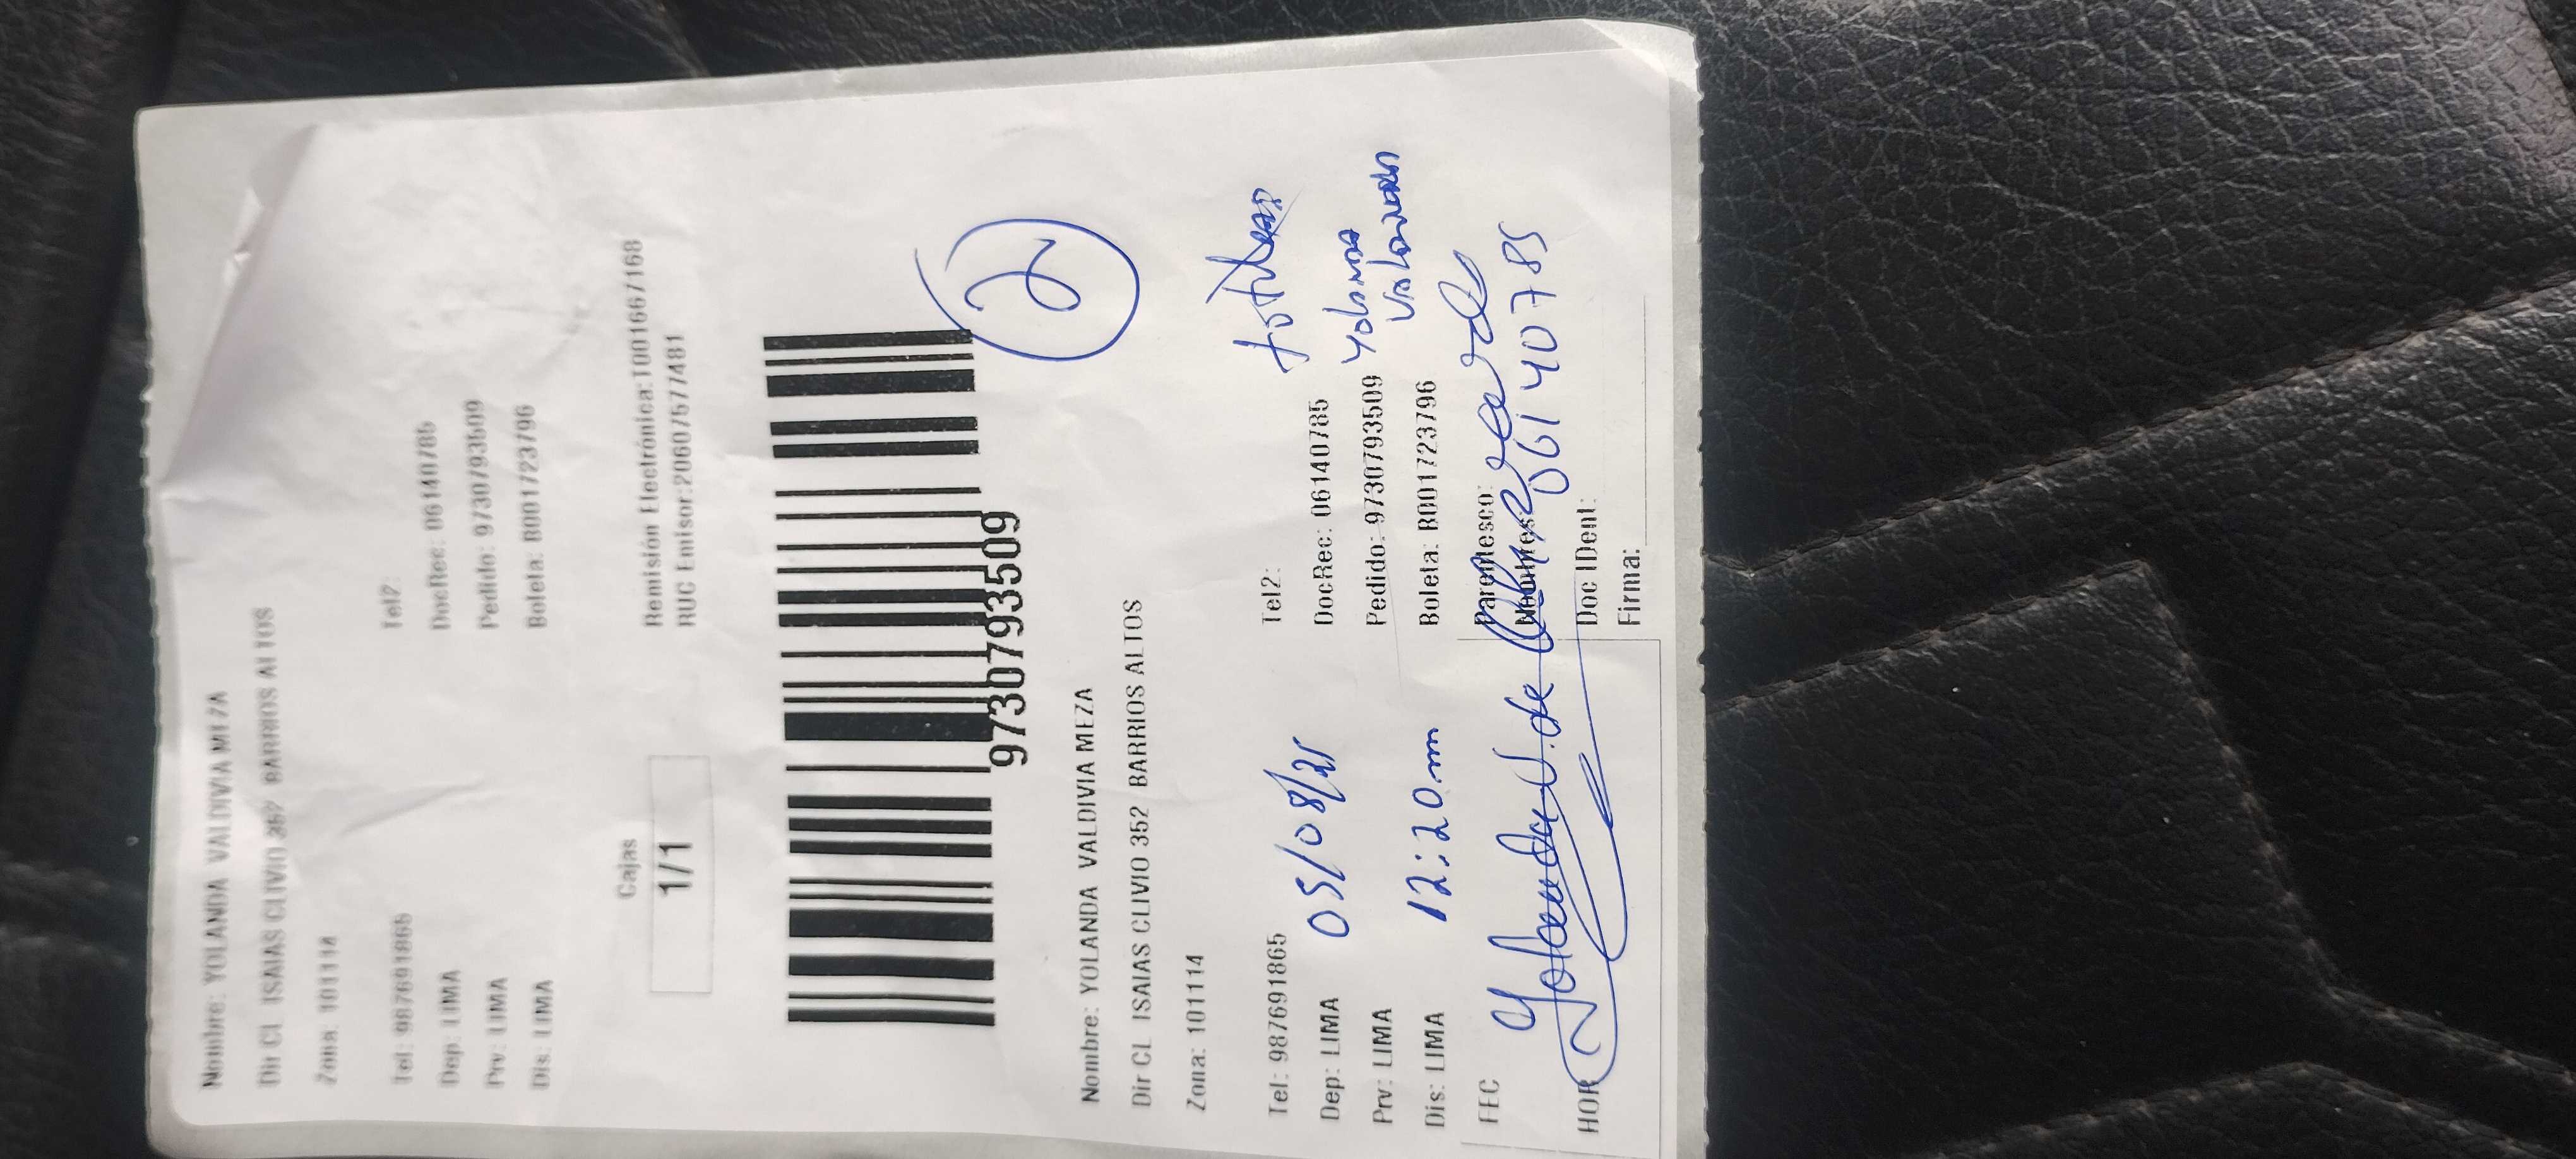 Nombre: YOLANDA VALDIVIA MEZA
Dir CL ISAIAS CLIVIO 352 BARRIOS ALTOS
Zona: 101114
Tel: 987691865 Tel2:
Dep: LIMA DocRec: 06140785
Prv: LIMA Pedido: 9730793509
Dis: LIMA Boleta: B001723796
Cajas
1/1
Remisión Electrónica:T001667168
RUC Emisor:20607577481
9730793509
2
Nombre: YOLANDA VALDIVIA MEZA
Dir CL ISAIAS CLIVIO 352 BARRIOS ALTOS
Zona: 101114
Tel: 987691865 Tel2:
Dep: LIMA 05/08/25 DocRec: 06140785
Prv: LIMA Pedido: 9730793509 Yolanda
Dis: LIMA 12:20m Boleta: B001723796
FEC Yolanda V. de Parentesco:
Nombres:
06140785
HOR Doc IDent:
Firma: